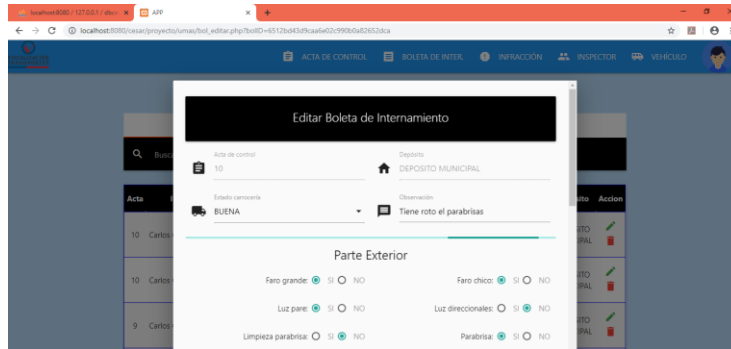 localhost:8080 / 127.0.0.1 /
APP
localhost:8080/cesar/proyecto/umas/bol_editar.php?bolID=6512bd43d9caa6e02c990b0a82652dca
ACTA DE CONTROL BOLETA DE INTER. INFRACCIÓN INSPECTOR VEHÍCULO
Editar Boleta de Internamiento
Acta de control Depósito
10 DEPOSITO MUNICIPAL
Estado carrocería Observación
BUENA Tiene roto el parabrisas
Parte Exterior
Faro grande: SI NO Faro chico: SI NO
Luz pare: SI NO Luz direccionales: SI NO
Limpieza parabrisa: SI NO Parabrisa: SI NO
Acta Accion
10 Carlos
10 Carlos
9 Carlos